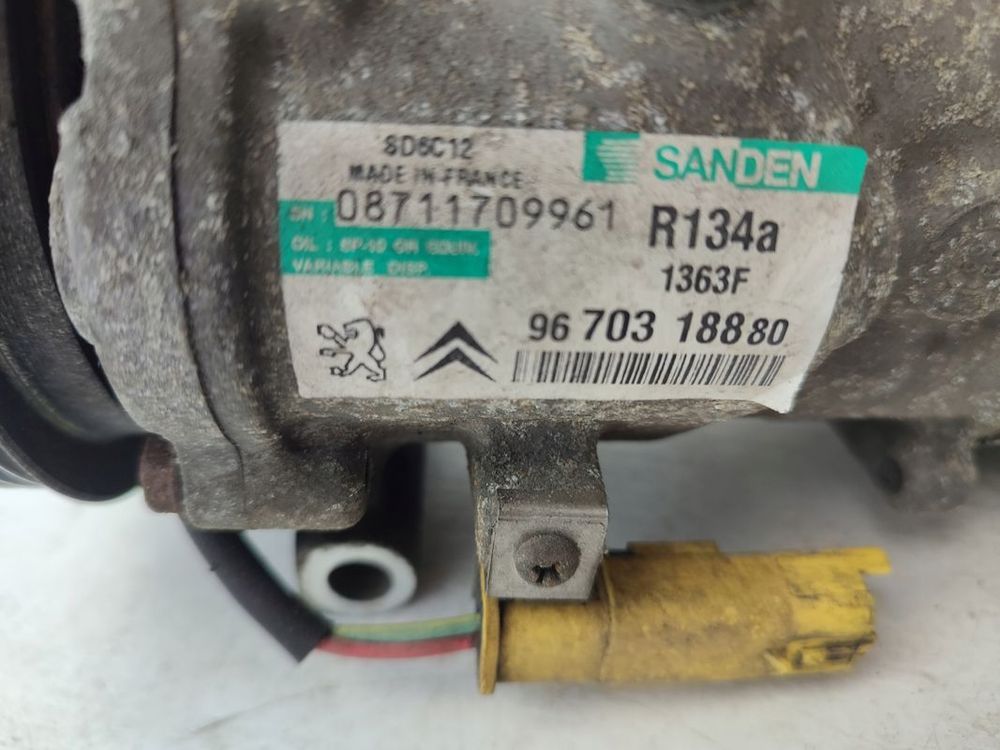 SD6C12
MADE IN FRANCE
SANDEN
SN : 08711709961
R134a
OIL : SP-10 OR EQUIV.
VARIABLE DISP.
1363F
96 703 188 80